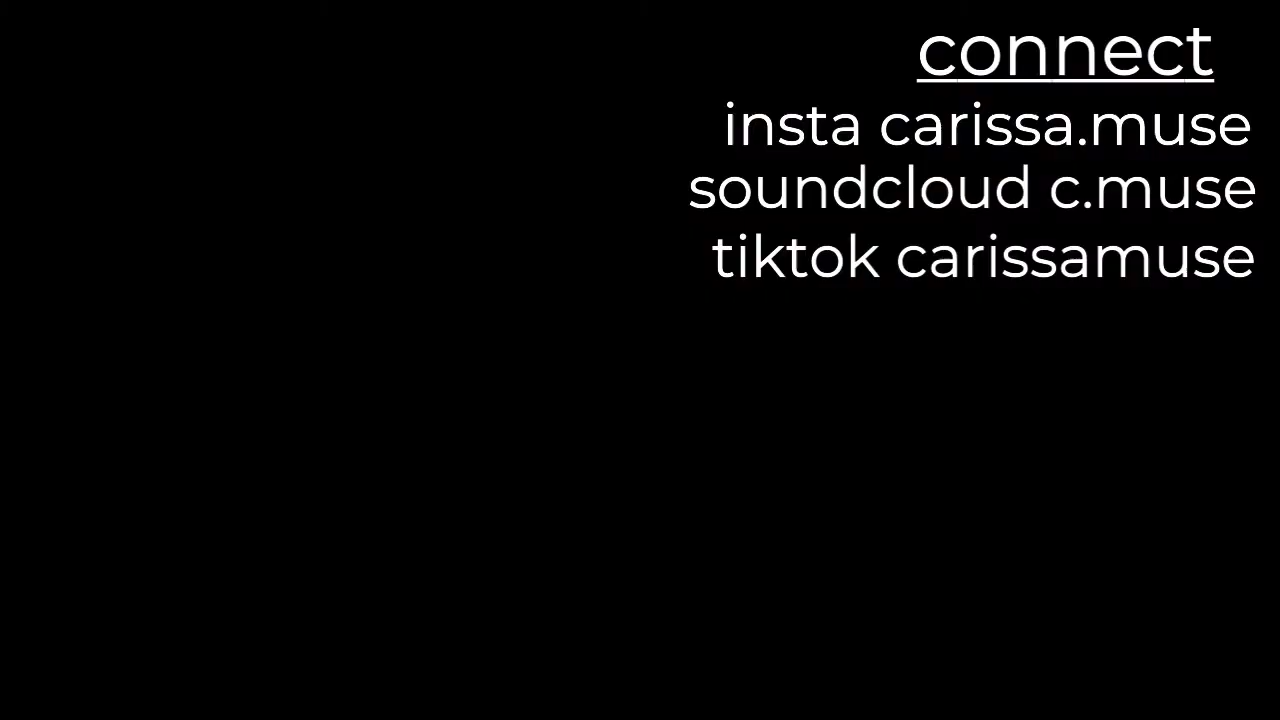 connect
insta carissa.muse
soundcloud c.muse
tiktok carissamuse